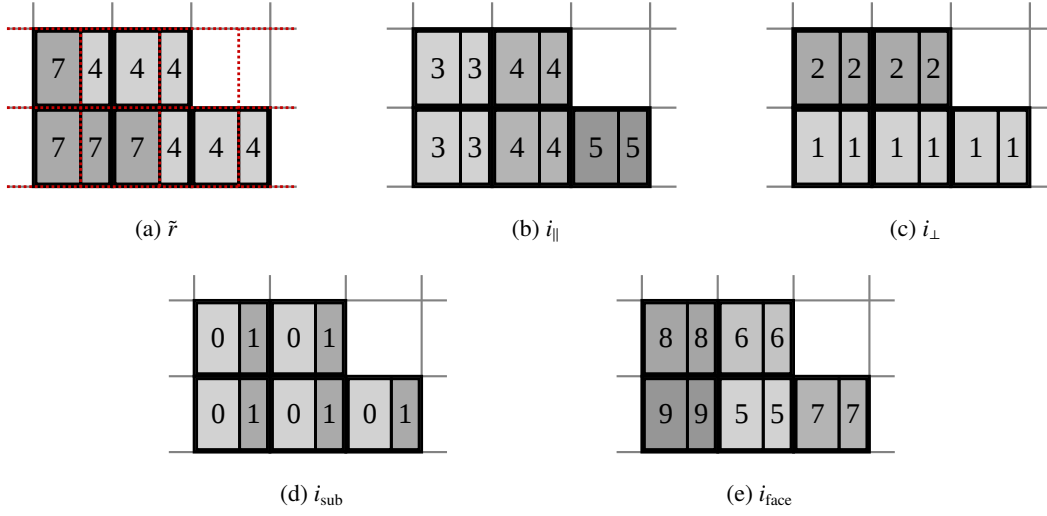 7 4 4 4
7 7 7 4 4 4
(a) r̃
3 3 4 4
3 3 4 4 5 5
(b) i∥
2 2 2 2
1 1 1 1 1 1
(c) i⊥
0 1 0 1
0 1 0 1 0 1
(d) i_sub
8 8 6 6
9 9 5 5 7 7
(e) i_face